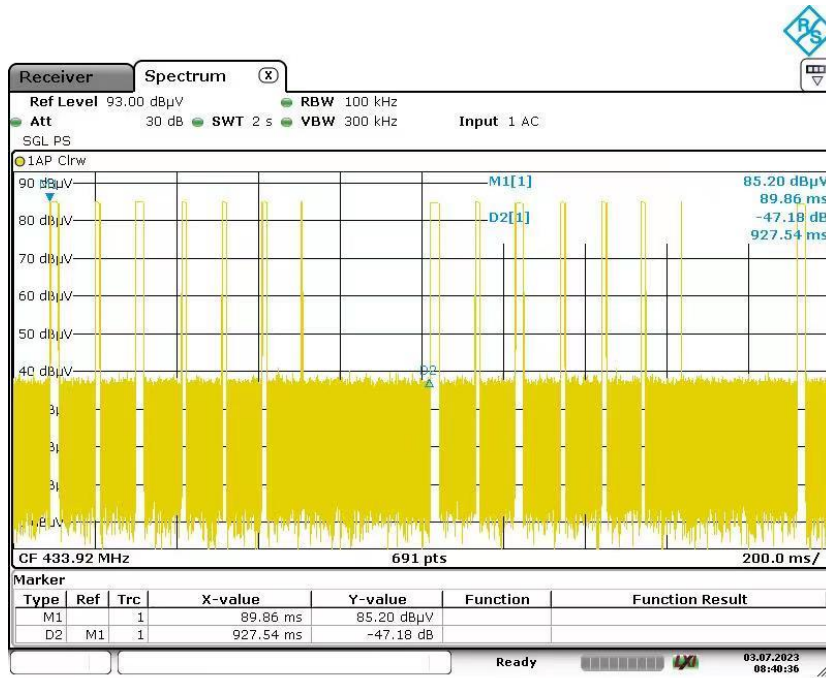 R&S
Receiver Spectrum X
Ref Level 93.00 dBµV RBW 100 kHz
Att 30 dB SWT 2 s VBW 300 kHz Input 1 AC
SGL PS
1AP Clrw
90 dBµV M1[1] 85.20 dBµV
89.86 ms
80 dBµV D2[1] -47.18 dB
927.54 ms
70 dBµV
60 dBµV
50 dBµV
40 dBµV D2
CF 433.92 MHz 691 pts 200.0 ms/
Marker
Type Ref Trc X-value Y-value Function Function Result
M1 1 89.86 ms 85.20 dBµV
D2 M1 1 927.54 ms -47.18 dB
Ready LXI 03.07.2023
08:40:36